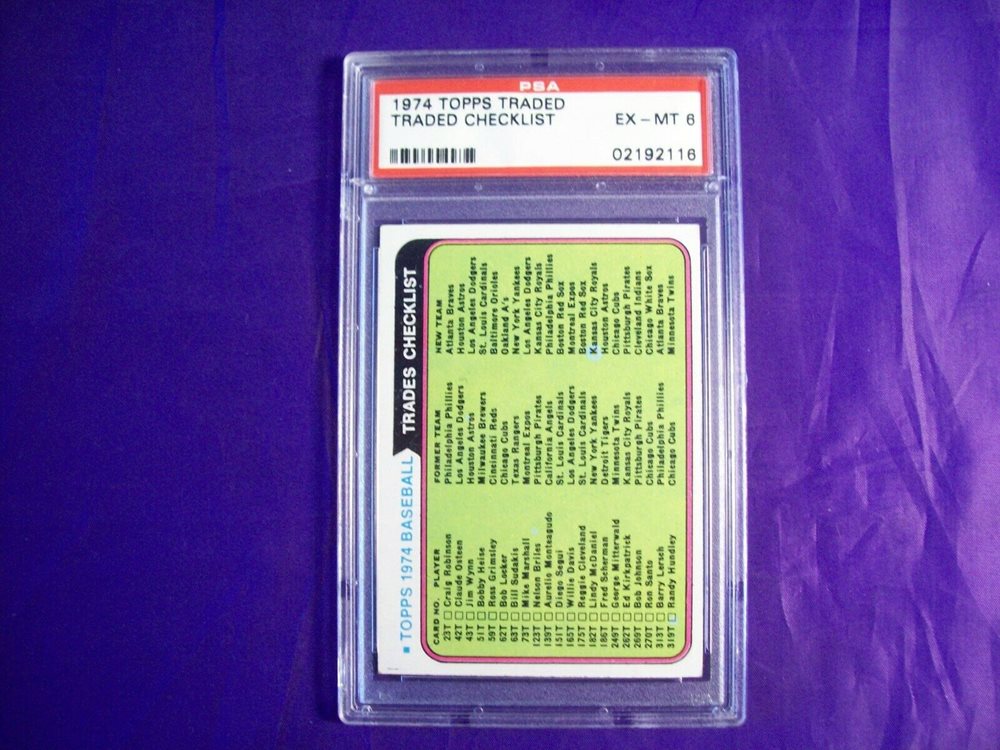 PSA
1974 TOPPS TRADED
TRADED CHECKLIST EX - MT 6
02192116
TOPPS 1974 BASEBALL TRADES CHECKLIST
CARD NO. PLAYER FORMER TEAM NEW TEAM
23T Craig Robinson Philadelphia Phillies Atlanta Braves
42T Claude Osteen Los Angeles Dodgers Houston Astros
43T Jim Wynn Houston Astros Los Angeles Dodgers
51T Bobby Heise Milwaukee Brewers St. Louis Cardinals
59T Ross Grimsley Cincinnati Reds Baltimore Orioles
62T Bob Locker Chicago Cubs Oakland A's
63T Bill Sudakis Texas Rangers New York Yankees
73T Mike Marshall Montreal Expos Los Angeles Dodgers
123T Nelson Briles Pittsburgh Pirates Kansas City Royals
139T Aurelio Monteagudo California Angels Philadelphia Phillies
151T Diego Segui St. Louis Cardinals Boston Red Sox
165T Willie Davis Los Angeles Dodgers Montreal Expos
175T Reggie Cleveland St. Louis Cardinals Boston Red Sox
182T Lindy McDaniel New York Yankees Kansas City Royals
186T Fred Scherman Detroit Tigers Houston Astros
249T George Mitterwald Minnesota Twins Chicago Cubs
262T Ed Kirkpatrick Kansas City Royals Pittsburgh Pirates
269T Bob Johnson Pittsburgh Pirates Cleveland Indians
270T Ron Santo Chicago Cubs Chicago White Sox
313T Barry Lersch Philadelphia Phillies Atlanta Braves
319T Randy Hundley Chicago Cubs Minnesota Twins